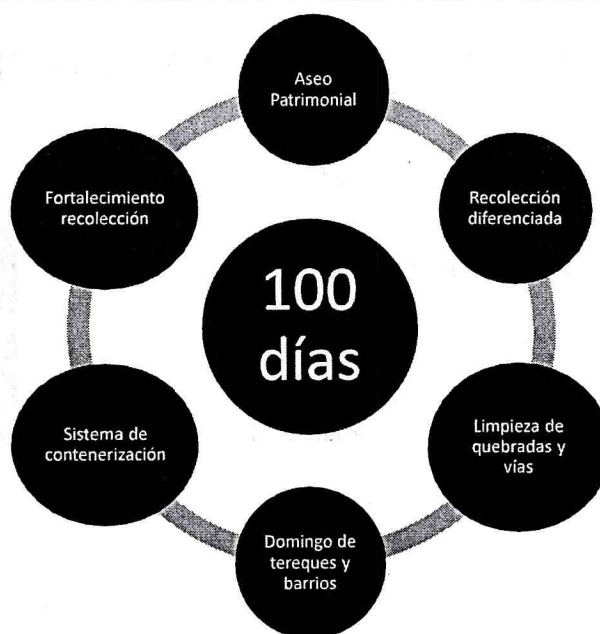 Aseo
Patrimonial
Recolección
diferenciada
Limpieza de
quebradas y
vías
Domingo de
tereques y
barrios
Sistema de
contenerización
Fortalecimiento
recolección
100
días